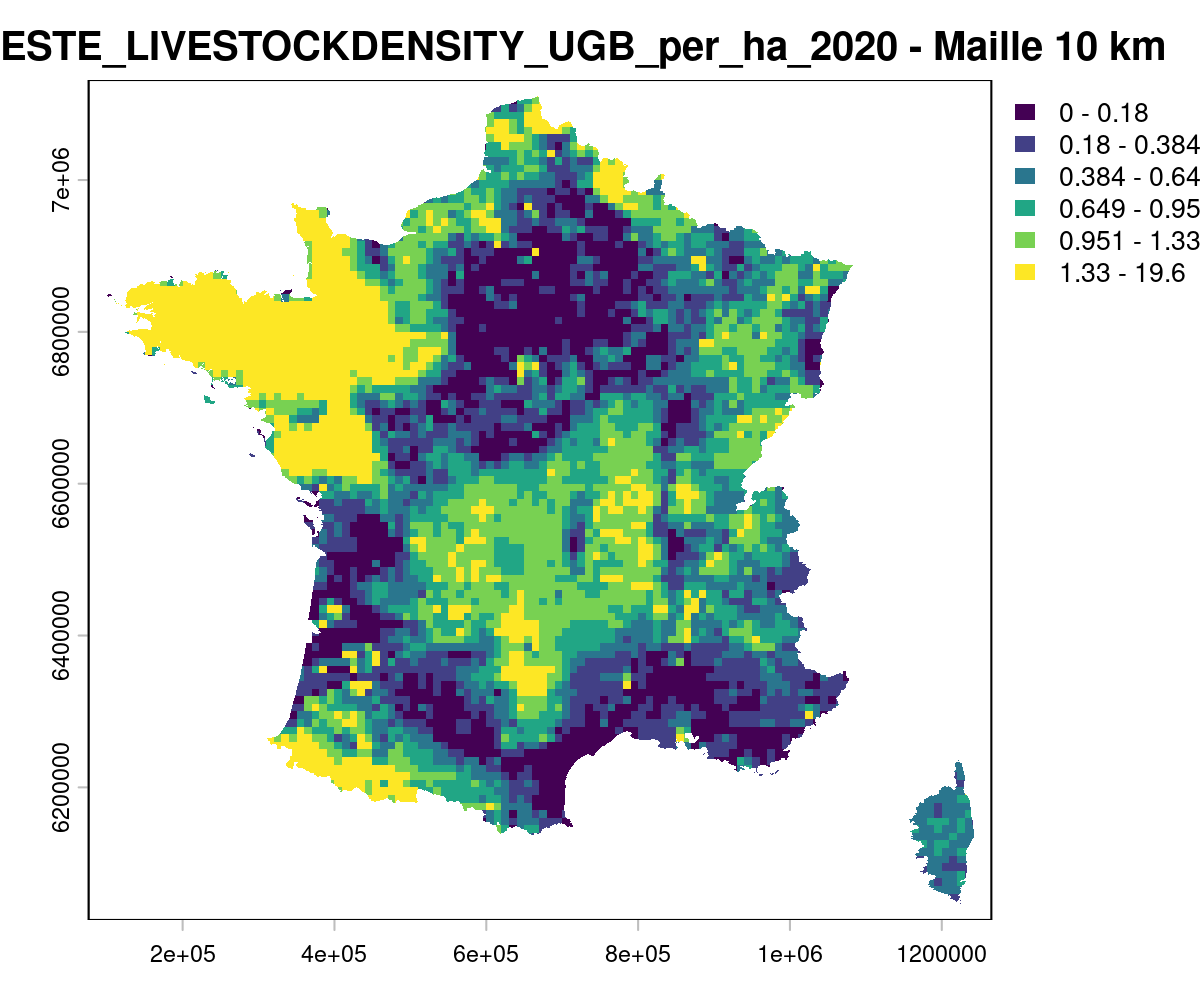 ESTE_LIVESTOCKDENSITY_UGB_per_ha_2020 - Maille 10 km
0 - 0.18
0.18 - 0.384
0.384 - 0.64
0.649 - 0.95
0.951 - 1.33
1.33 - 19.6
7e+06
6800000
6600000
6400000
6200000
2e+05
4e+05
6e+05
8e+05
1e+06
1200000